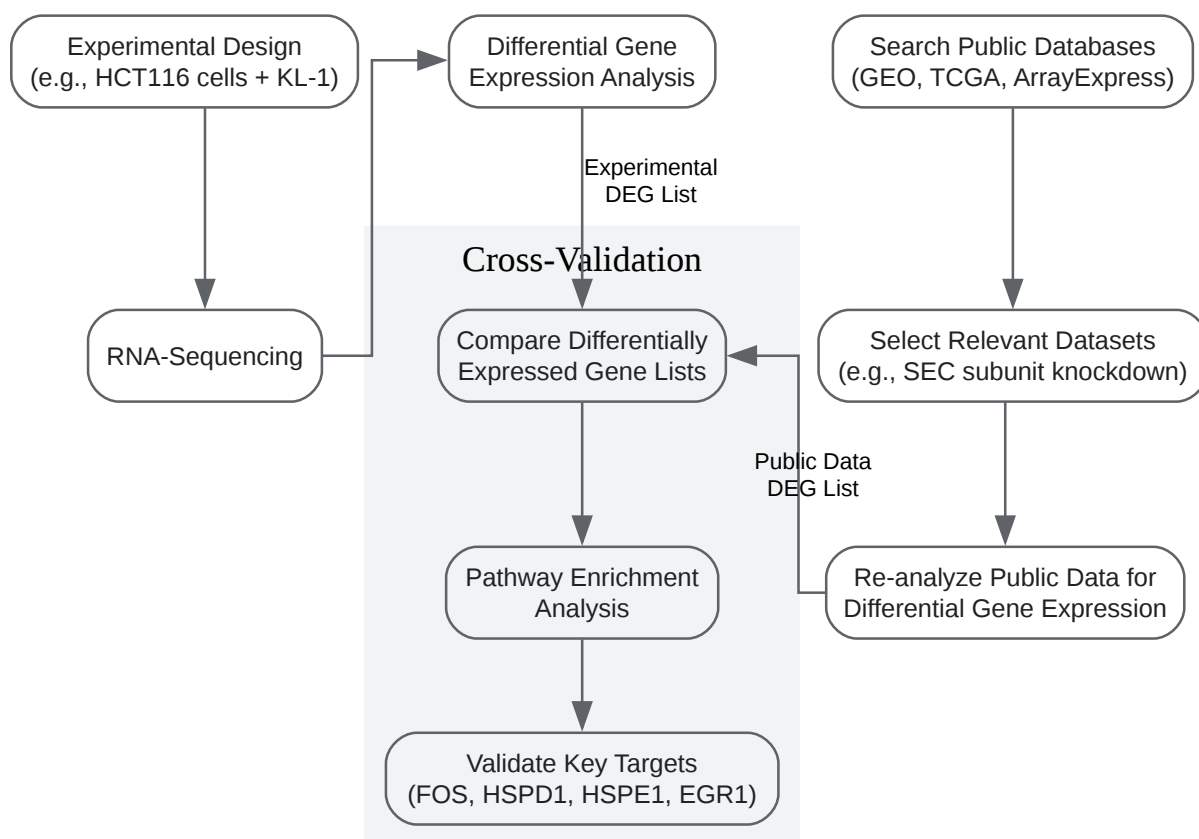 Experimental Design
(e.g., HCT116 cells + KL-1)
Differential Gene
Expression Analysis
Search Public Databases
(GEO, TCGA, ArrayExpress)
Experimental
DEG List
Cross-Validation
RNA-Sequencing
Compare Differentially
Expressed Gene Lists
Select Relevant Datasets
(e.g., SEC subunit knockdown)
Public Data
DEG List
Pathway Enrichment
Analysis
Re-analyze Public Data for
Differential Gene Expression
Validate Key Targets
(FOS, HSPD1, HSPE1, EGR1)